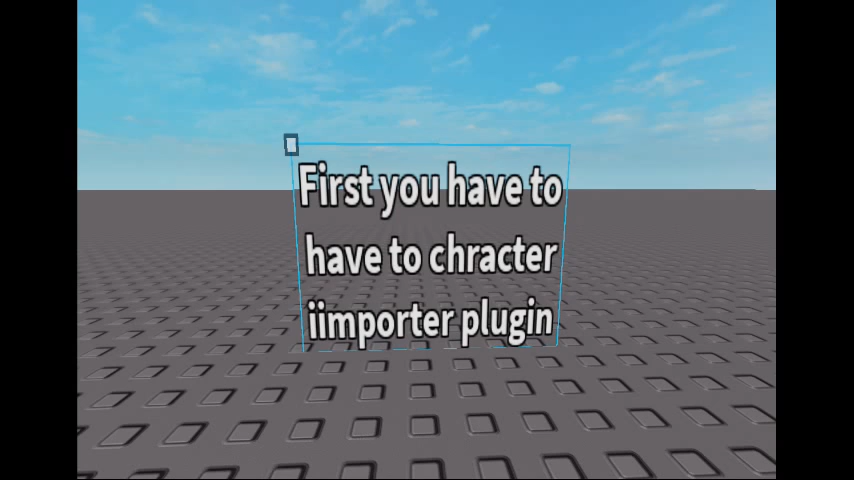 First you have to
have to chracter
iimporter plugin